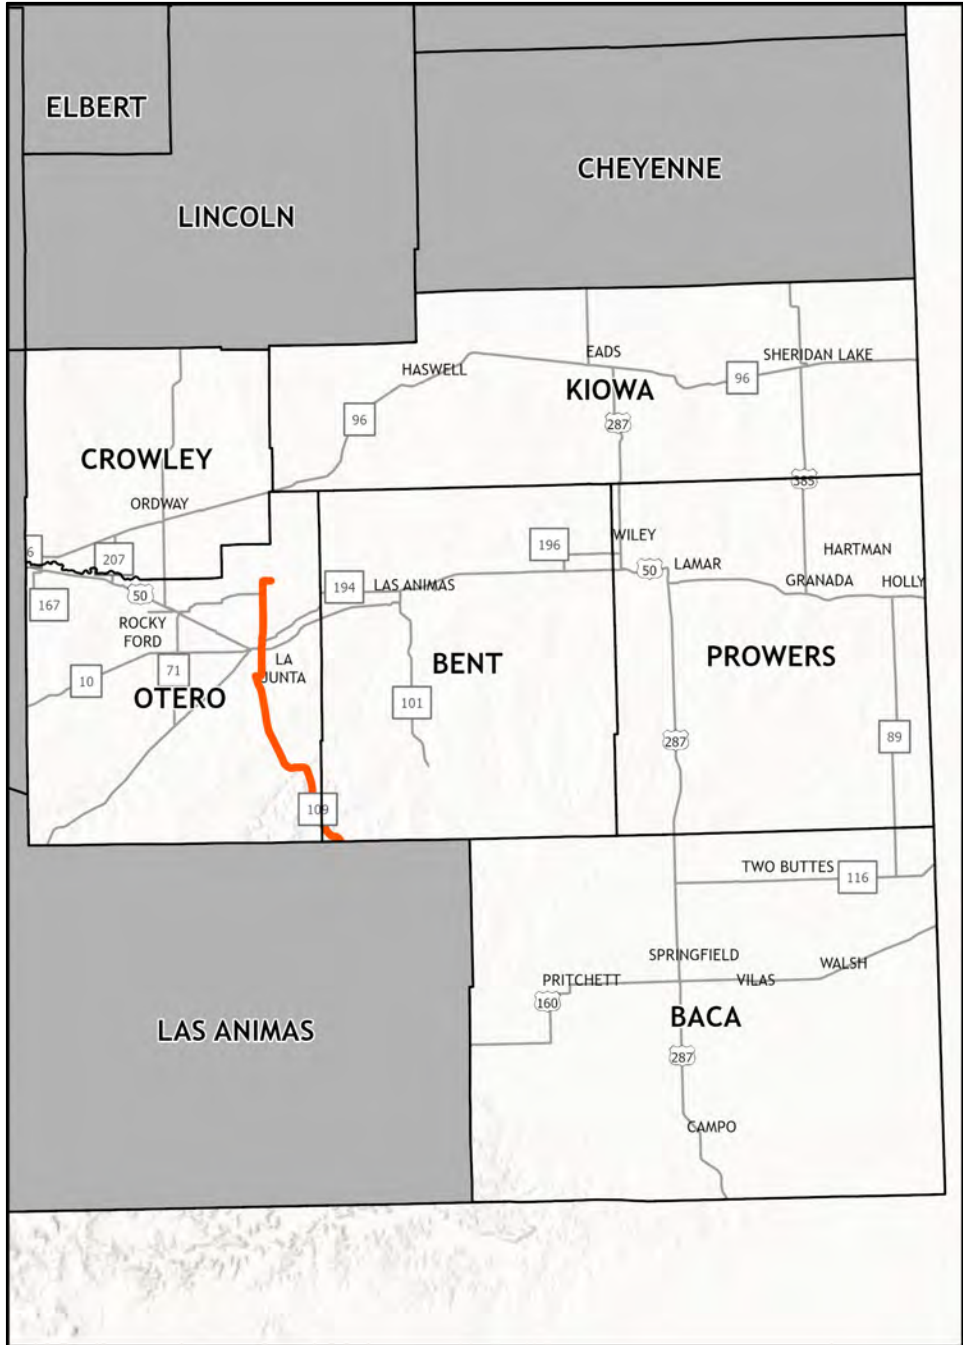 ELBERT
CHEYENNE
LINCOLN
EADS
SHERIDAN LAKE
HASWELL
96
KIOWA
96
287
CROWLEY
385
ORDWAY
WILEY
196
HARTMAN
6
207
LAMAR
50
GRANADA
HOLLY
194
LAS ANIMAS
50
167
ROCKY
FORD
LA
JUNTA
BENT
PROWERS
71
10
OTERO
101
89
287
109
TWO BUTTES
116
SPRINGFIELD
WALSH
PRITCHETT
VILAS
160
BACA
LAS ANIMAS
287
CAMPO